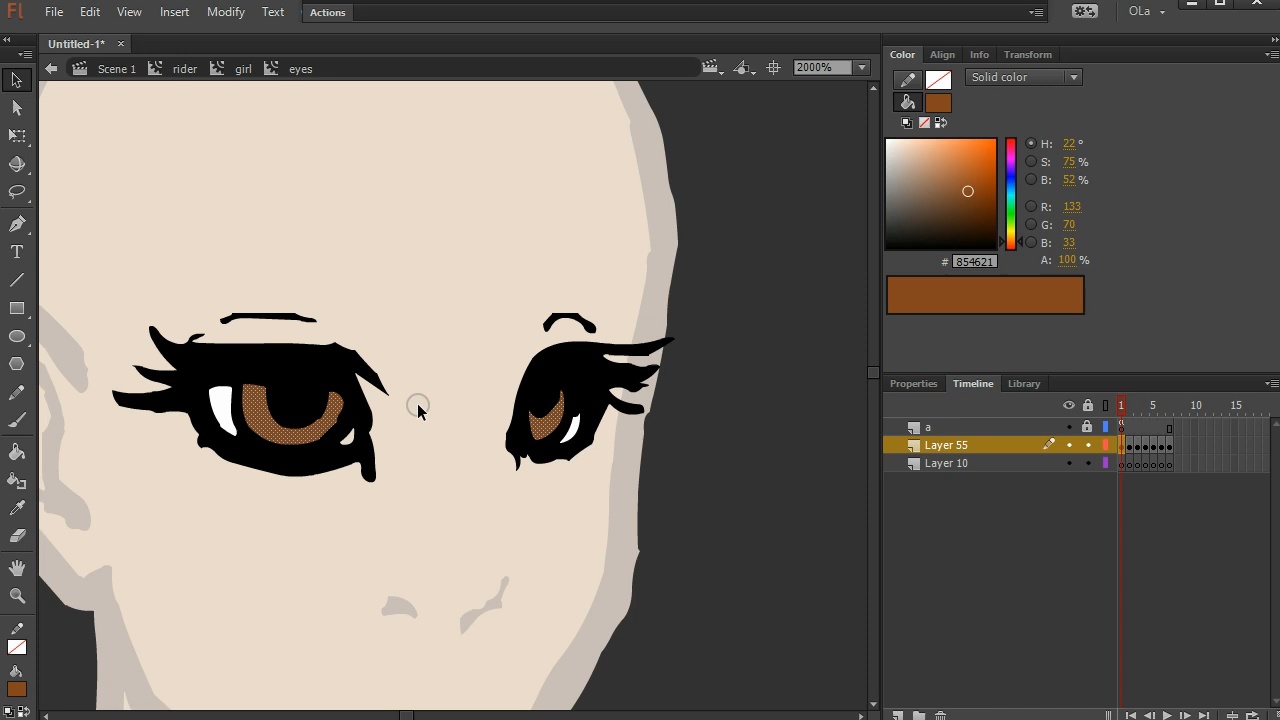 Fl File Edit View Insert Modify Text Actions OLa
Untitled-1* ×
Scene 1 rider girl eyes 2000%
Color Align Info Transform
Solid color
H: 22 °
S: 75 %
B: 52 %
R: 133
G: 70
B: 33
# 854621 A: 100 %
Properties Timeline Library
1 5 10 15
a
Layer 55
Layer 10
T